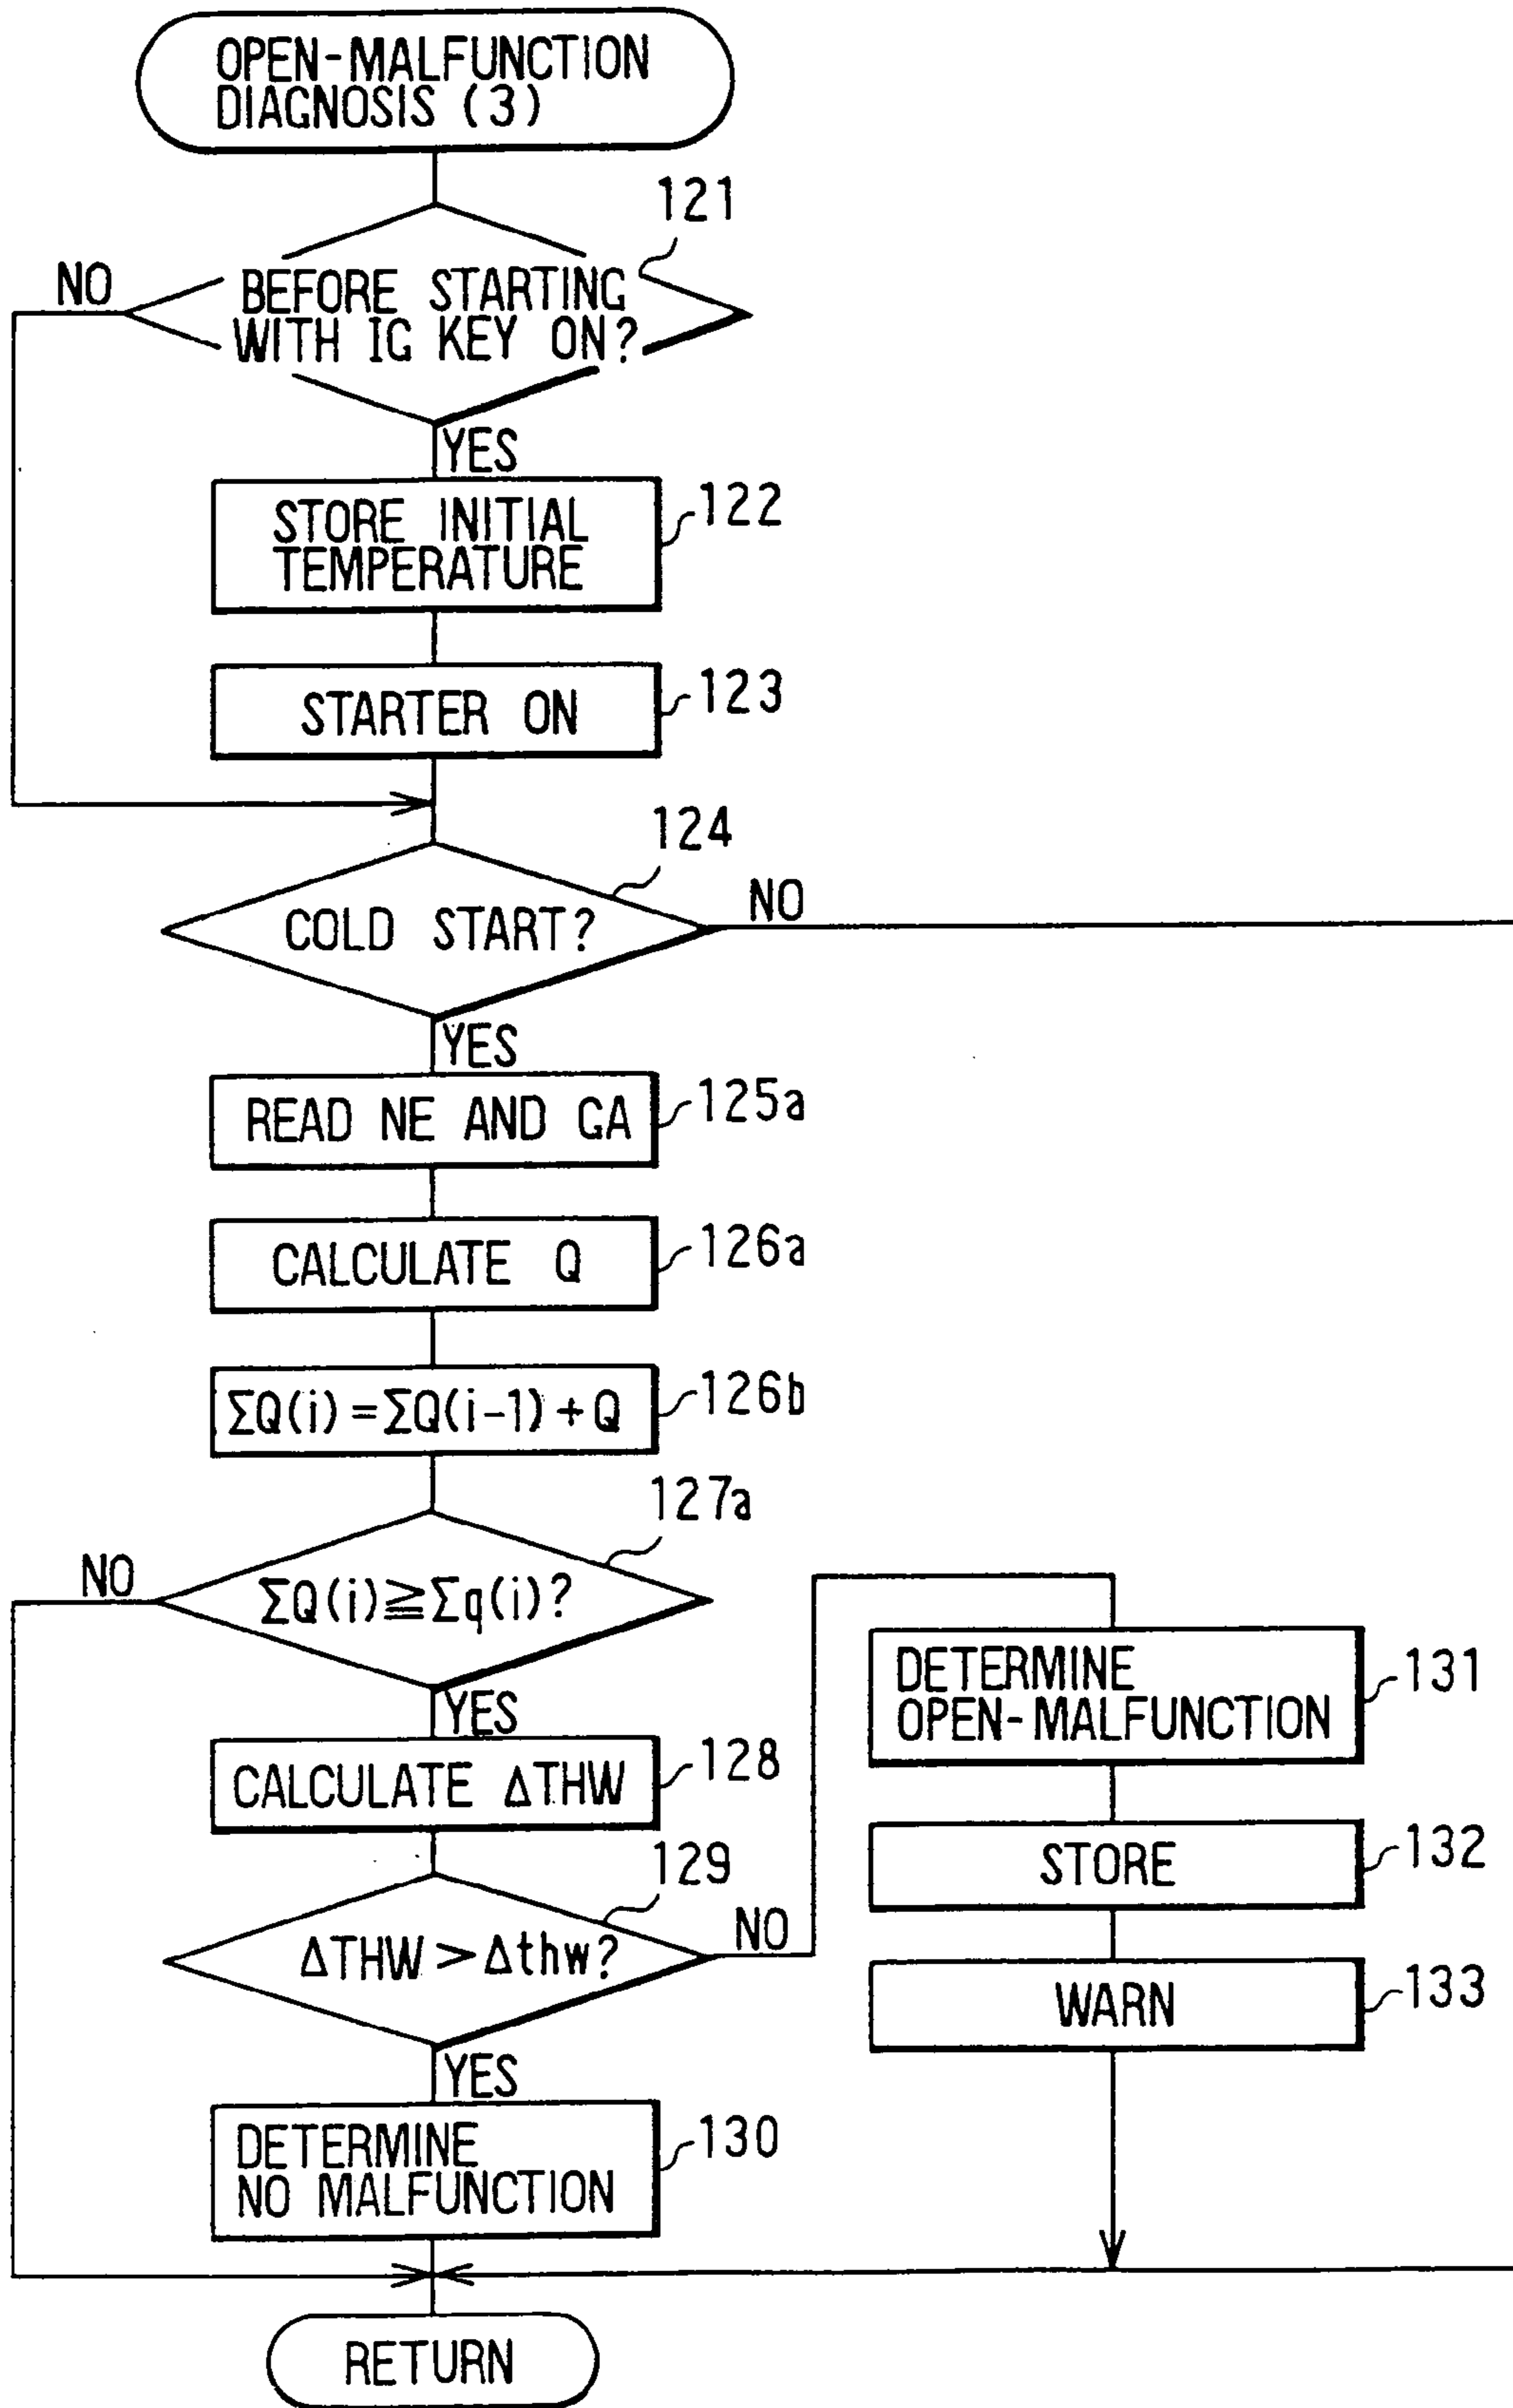 OPEN-MALFUNCTION
DIAGNOSIS (3)
121
NO
BEFORE STARTING
WITH IG KEY ON?
YES
STORE INITIAL
TEMPERATURE
122
STARTER ON
123
124
COLD START?
NO
YES
READ NE AND GA
125a
CALCULATE Q
126a
ΣQ(i)=ΣQ(i-1)+Q
126b
127a
NO
ΣQ(i)≧Σq(i)?
YES
CALCULATE ΔTHW
128
129
ΔTHW>Δthw?
NO
YES
DETERMINE
NO MALFUNCTION
130
DETERMINE
OPEN-MALFUNCTION
131
STORE
132
WARN
133
RETURN